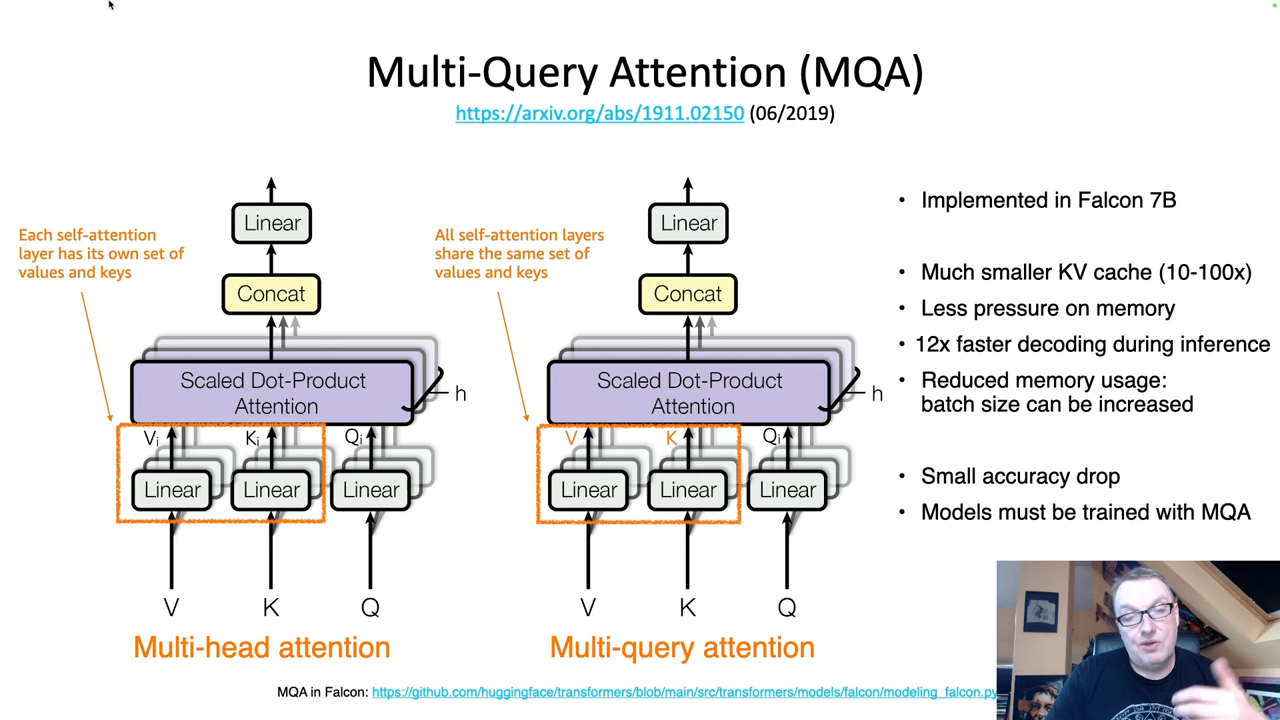 Multi-Query Attention (MQA)
https://arxiv.org/abs/1911.02150 (06/2019)
Each self-attention
layer has its own set of
values and keys
Linear
Concat
Scaled Dot-Product
Attention
h
Vi
Ki
Qi
Linear
Linear
Linear
V
K
Q
Multi-head attention
All self-attention layers
share the same set of
values and keys
Linear
Concat
Scaled Dot-Product
Attention
h
V
K
Qi
Linear
Linear
Linear
V
K
Q
Multi-query attention
• Implemented in Falcon 7B
• Much smaller KV cache (10-100x)
• Less pressure on memory
• 12x faster decoding during inference
• Reduced memory usage:
batch size can be increased
• Small accuracy drop
• Models must be trained with MQA
MQA in Falcon: https://github.com/huggingface/transformers/blob/main/src/transformers/models/falcon/modeling_falcon.py